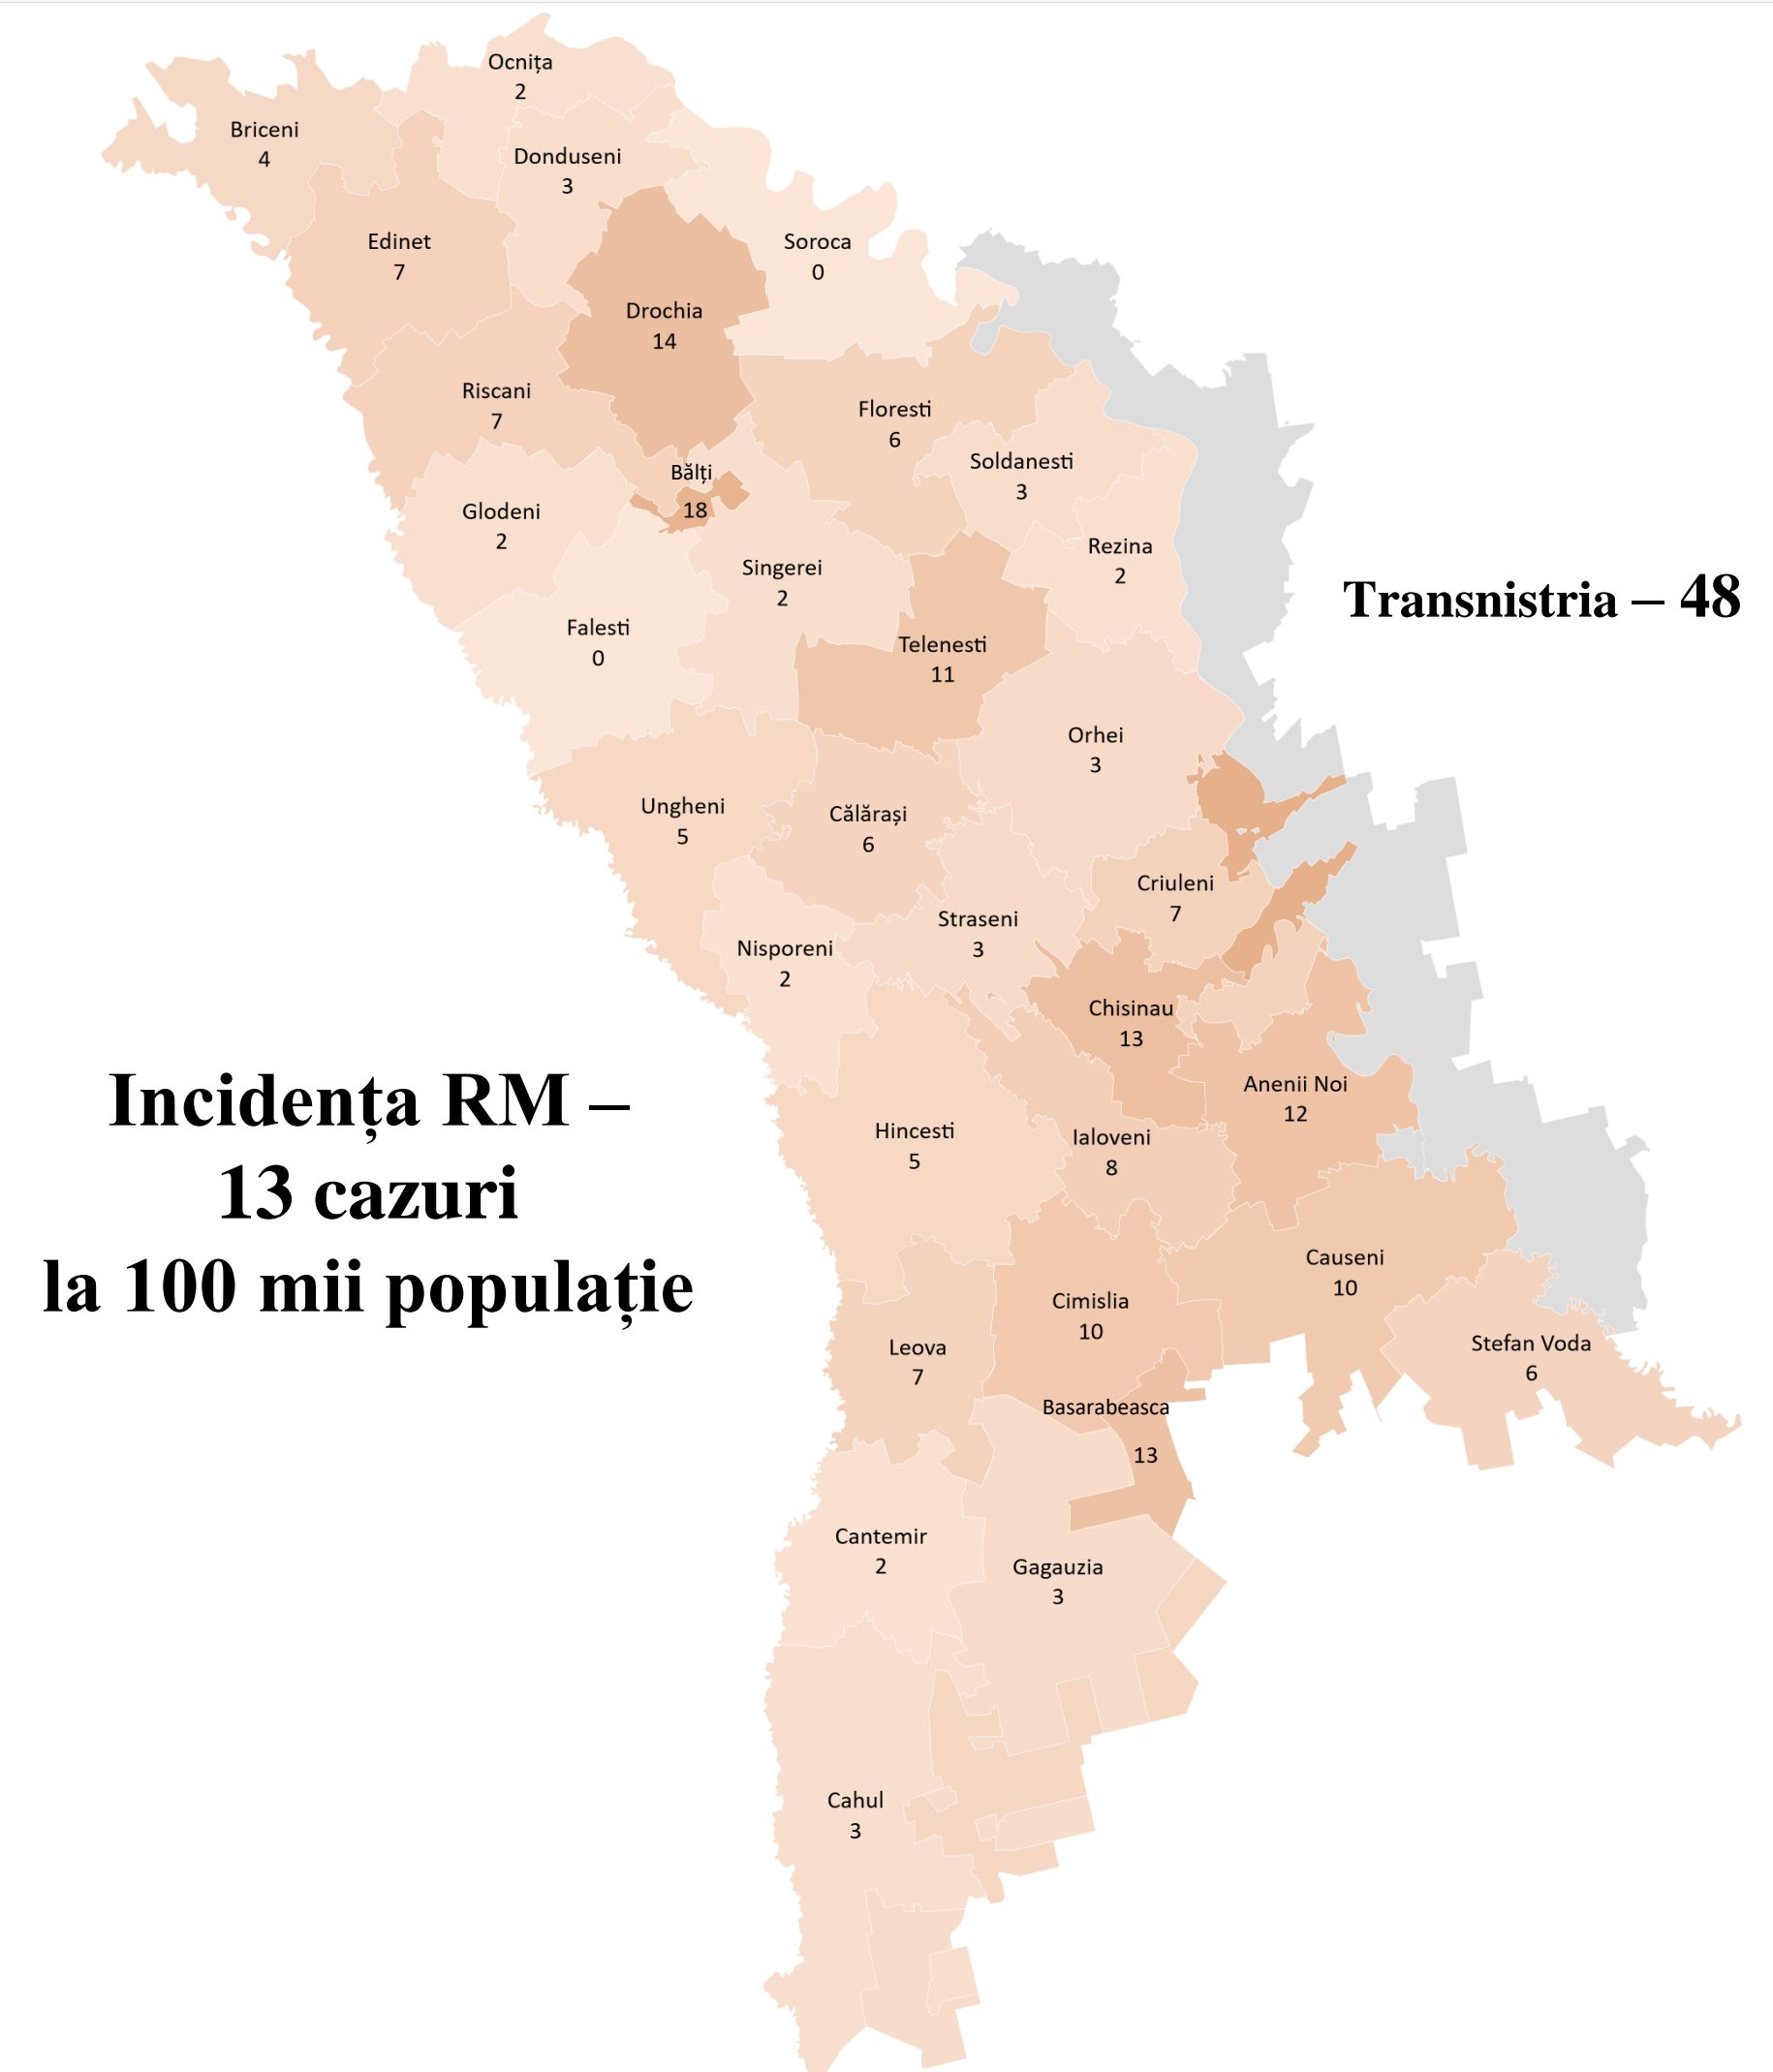 Ocnița
2
Briceni
4
Donduseni
3
Edinet
7
Soroca
0
Drochia
14
Riscani
7
Floresti
6
Soldanesti
3
Bălți
18
Glodeni
2
Rezina
2
Singerei
2
Transnistria – 48
Falesti
0
Telenesti
11
Orhei
3
Ungheni
5
Călărași
6
Criuleni
7
Straseni
3
Nisporeni
2
Chisinau
13
Anenii Noi
12
Incidența RM –
13 cazuri
la 100 mii populație
Hincesti
5
Ialoveni
8
Causeni
10
Cimislia
10
Leova
7
Stefan Voda
6
Basarabeasca
13
Cantemir
2
Gagauzia
3
Cahul
3